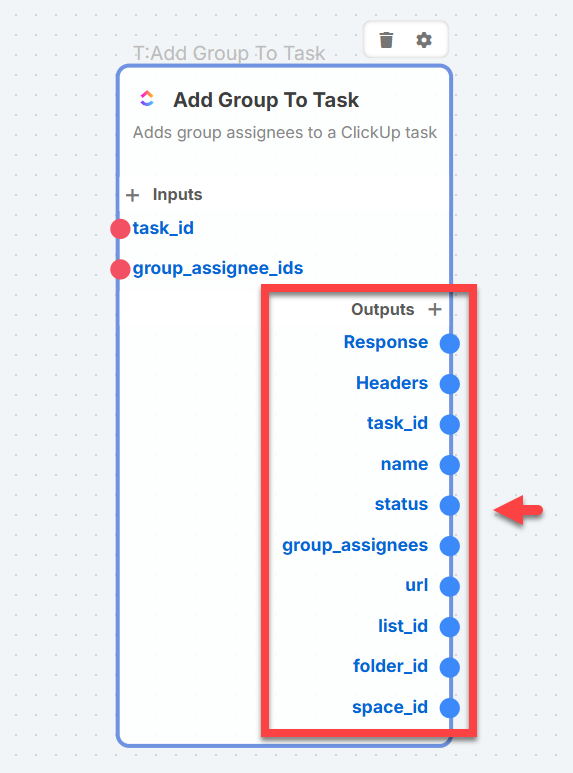 T:Add Group To Task
Add Group To Task
Adds group assignees to a ClickUp task
Inputs
task_id
group_assignee_ids
Outputs
Response
Headers
task_id
name
status
group_assignees
url
list_id
folder_id
space_id